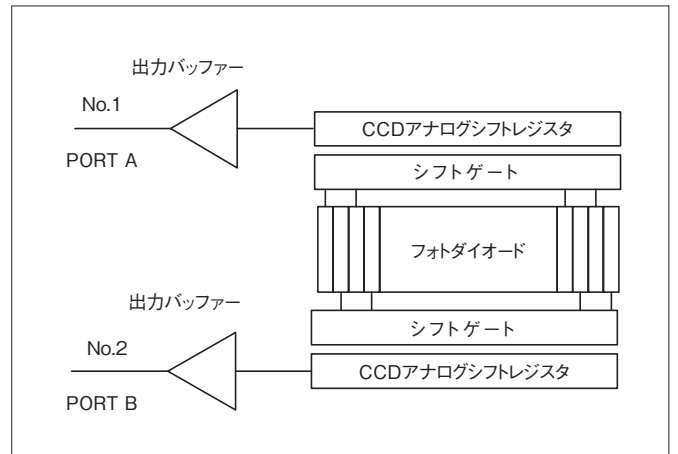 出力バッファー
No.1
PORT A
CCDアナログシフトレジスタ
シフトゲート
フォトダイオード
出力バッファー
No.2
PORT B
シフトゲート
CCDアナログシフトレジスタ